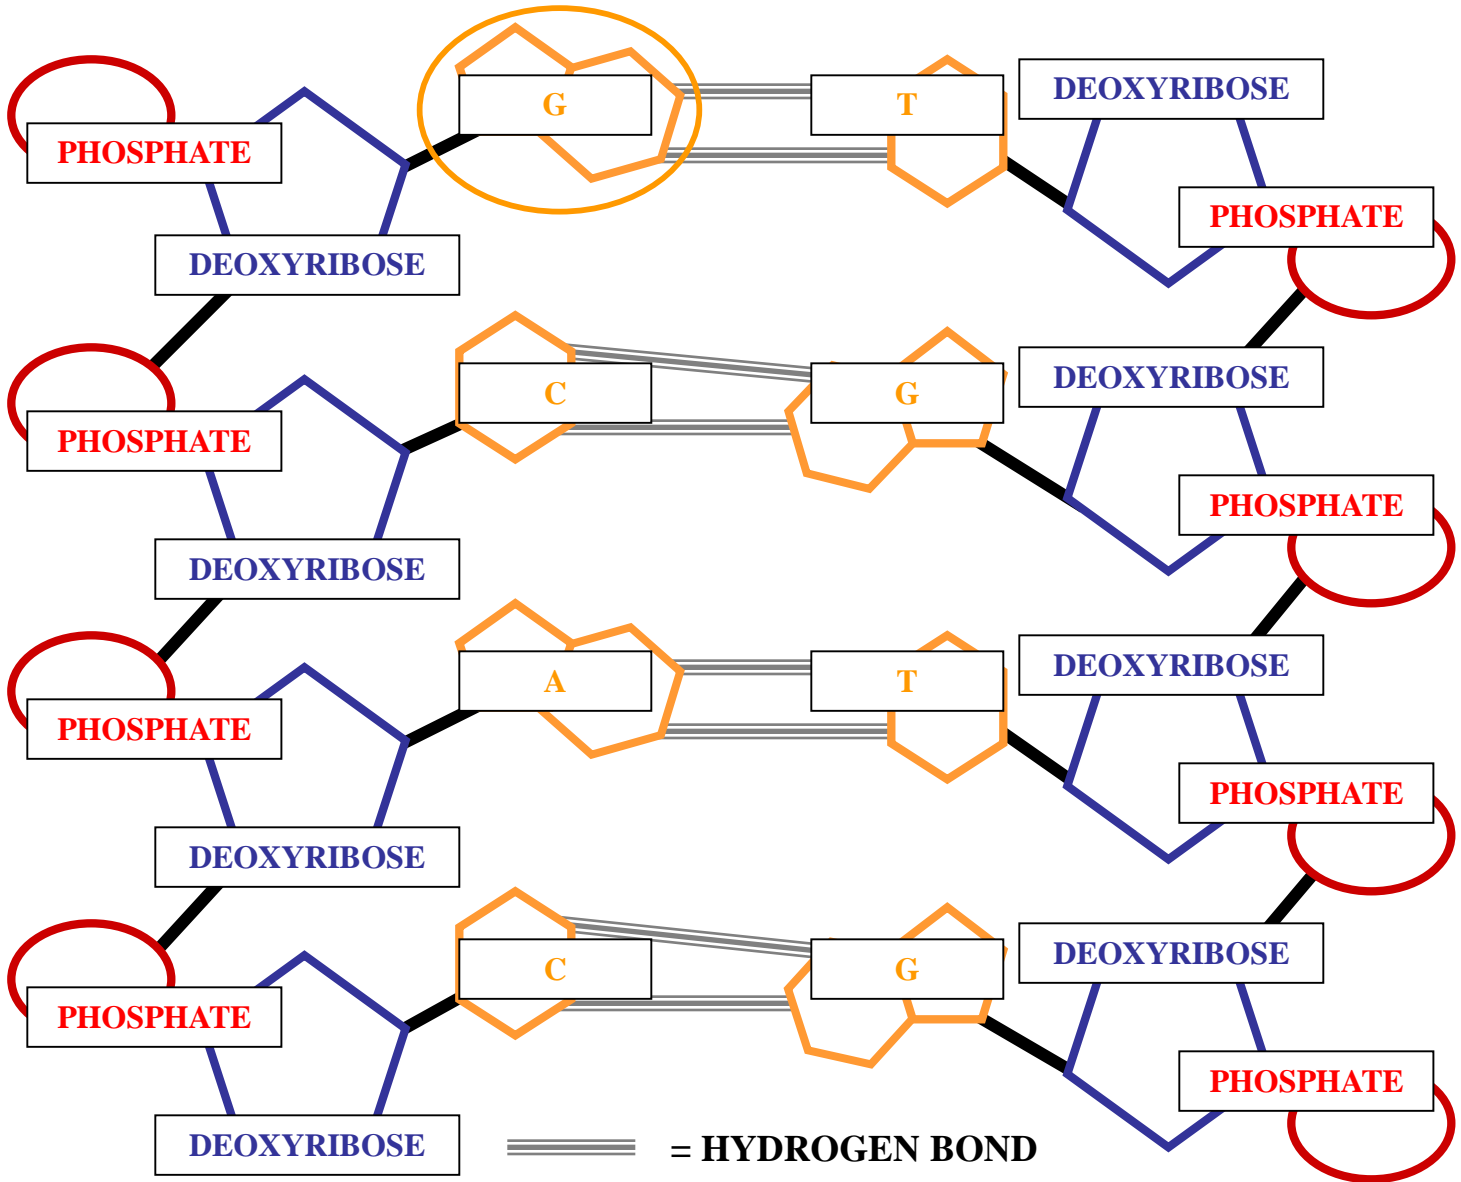 G T DEOXYRIBOSE
PHOSPHATE
PHOSPHATE
DEOXYRIBOSE
C G DEOXYRIBOSE
PHOSPHATE
PHOSPHATE
DEOXYRIBOSE
A T DEOXYRIBOSE
PHOSPHATE
PHOSPHATE
DEOXYRIBOSE
C G DEOXYRIBOSE
PHOSPHATE
PHOSPHATE
DEOXYRIBOSE = HYDROGEN BOND